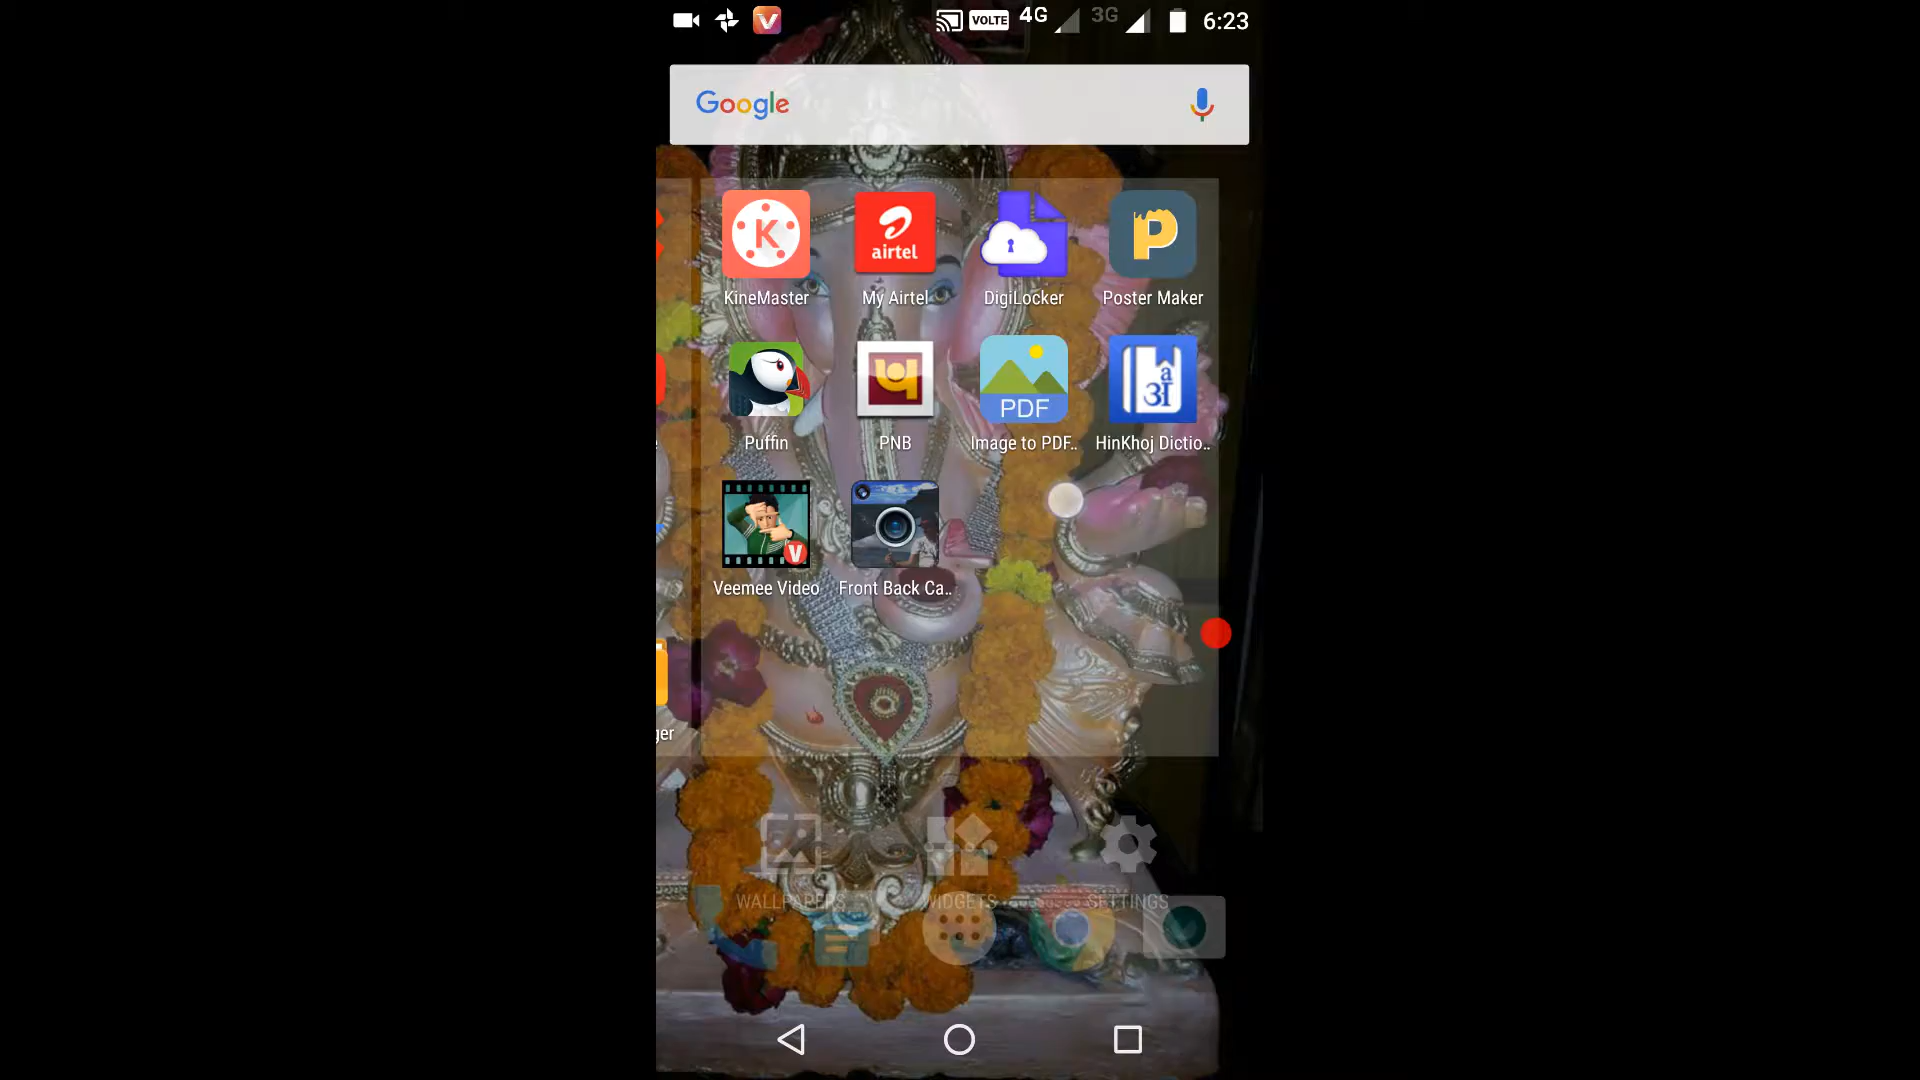 VOLTE 4G 3G 6:23
Google
K
airtel
P
KineMaster My Airtel DigiLocker Poster Maker
PDF
a
अ
Puffin PNB Image to PDF.. HinKhoj Dictio..
V
Veemee Video Front Back Ca..
ger
WALLPAPERS WIDGETS SETTINGS